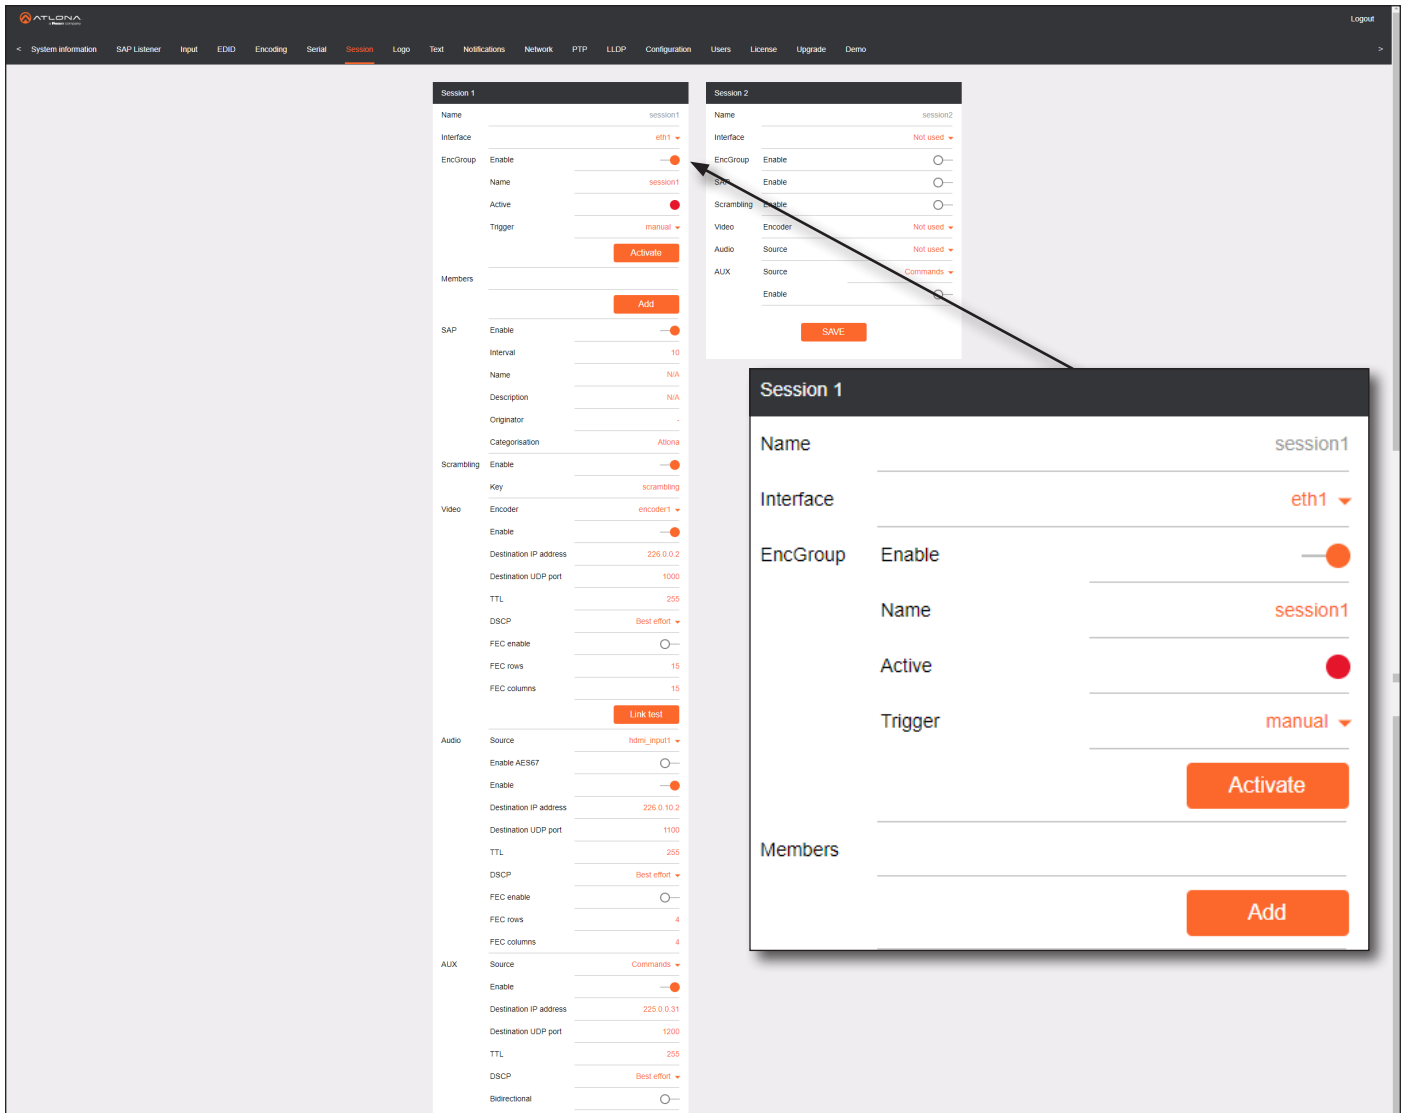 ATLONA
Logout
< System information SAP Listener Input EDID Encoding Serial Session Logo Text Notifications Network PTP LLDP Configuration Users License Upgrade Demo >
Session 1
Name session1
Interface eth1
EncGroup Enable
Name session1
Active
Trigger manual
Activate
Members
Add
SAP Enable
Interval 10
Name N/A
Description N/A
Originator -
Categorisation Atlona
Scrambling Enable
Key scrambling
Video Encoder encoder1
Enable
Destination IP address 226.0.0.2
Destination UDP port 1000
TTL 255
DSCP Best effort
FEC enable
FEC rows 15
FEC columns 15
Link test
Audio Source hdmi_input1
Enable AES67
Enable
Destination IP address 226.0.10.2
Destination UDP port 1100
TTL 255
DSCP Best effort
FEC enable
FEC rows 4
FEC columns 4
AUX Source Commands
Enable
Destination IP address 225.0.0.31
Destination UDP port 1200
TTL 255
DSCP Best effort
Bidirectional
Session 2
Name session2
Interface Not used
EncGroup Enable
SAP Enable
Scrambling Enable
Video Encoder Not used
Audio Source Not used
AUX Source Commands
Enable
SAVE
Session 1
Name session1
Interface eth1
EncGroup Enable
Name session1
Active
Trigger manual
Activate
Members
Add